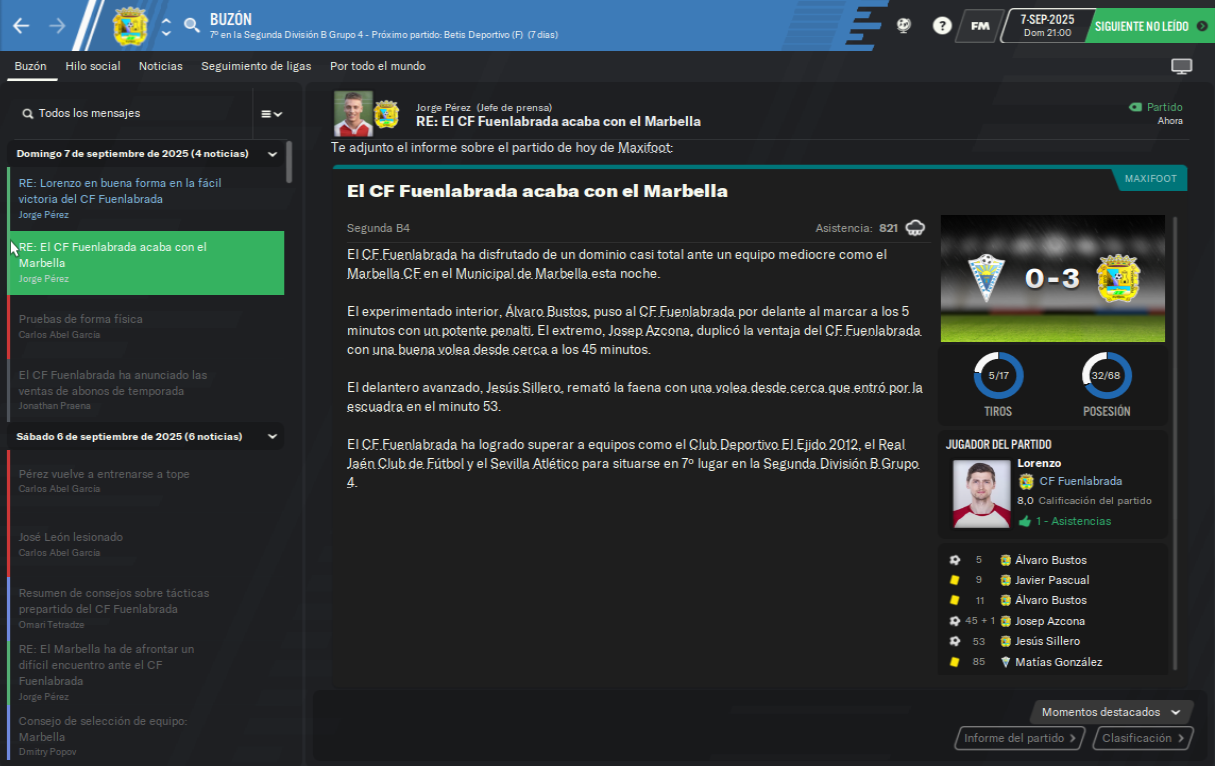 BUZÓN
7º en la Segunda División B Grupo 4 - Próximo partido: Betis Deportivo (F) (7 días)
?
FM
7-SEP-2025
Dom 21:00
SIGUIENTE NO LEÍDO
Buzón
Hilo social
Noticias
Seguimiento de ligas
Por todo el mundo
Todos los mensajes
Domingo 7 de septiembre de 2025 (4 noticias)
RE: Lorenzo en buena forma en la fácil
victoria del CF Fuenlabrada
Jorge Pérez
RE: El CF Fuenlabrada acaba con el
Marbella
Jorge Pérez
Pruebas de forma física
Carlos Abel García
El CF Fuenlabrada ha anunciado las
ventas de abonos de temporada
Jonathan Praena
Sábado 6 de septiembre de 2025 (6 noticias)
Pérez vuelve a entrenarse a tope
Carlos Abel García
José León lesionado
Carlos Abel García
Resumen de consejos sobre tácticas
prepartido del CF Fuenlabrada
Omari Tetradze
RE: El Marbella ha de afrontar un
difícil encuentro ante el CF
Fuenlabrada
Jorge Pérez
Consejo de selección de equipo:
Marbella
Dmitry Popov
Jorge Pérez (Jefe de prensa)
RE: El CF Fuenlabrada acaba con el Marbella
Partido
Ahora
Te adjunto el informe sobre el partido de hoy de Maxifoot:
El CF Fuenlabrada acaba con el Marbella
MAXIFOOT
Segunda B4
Asistencia: 821
El CF Fuenlabrada ha disfrutado de un dominio casi total ante un equipo mediocre como el
Marbella CF en el Municipal de Marbella esta noche.
El experimentado interior, Álvaro Bustos, puso al CF Fuenlabrada por delante al marcar a los 5
minutos con un potente penalti. El extremo, Josep Azcona, duplicó la ventaja del CF Fuenlabrada
con una buena volea desde cerca a los 45 minutos.
El delantero avanzado, Jesús Sillero, remató la faena con una volea desde cerca que entró por la
escuadra en el minuto 53.
El CF Fuenlabrada ha logrado superar a equipos como el Club Deportivo El Ejido 2012, el Real
Jaén Club de Fútbol y el Sevilla Atlético para situarse en 7º lugar en la Segunda División B Grupo
4.
0-3
5/17
TIROS
32/68
POSESIÓN
JUGADOR DEL PARTIDO
Lorenzo
CF Fuenlabrada
8,0 Calificación del partido
1 - Asistencias
5 Álvaro Bustos
9 Javier Pascual
11 Álvaro Bustos
45 + 1 Josep Azcona
53 Jesús Sillero
85 Matías González
Momentos destacados
Informe del partido
Clasificación